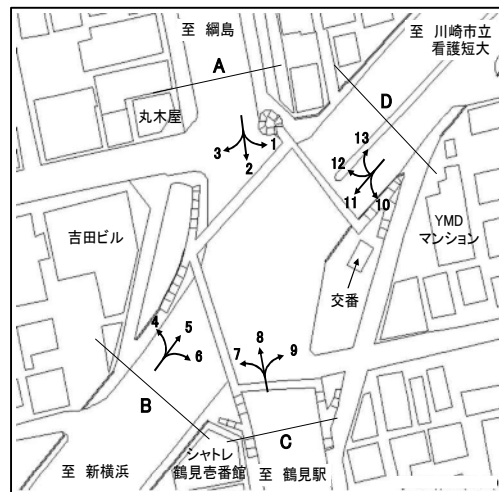 至 綱島
至 川崎市立
看護短大
A
丸木屋
D
3
2
1
13
12
11
10
吉田ビル
YMD
マンション
交番
4
5
6
7
8
9
B
C
シャトレ
鶴見壱番館
至 新横浜
至 鶴見駅